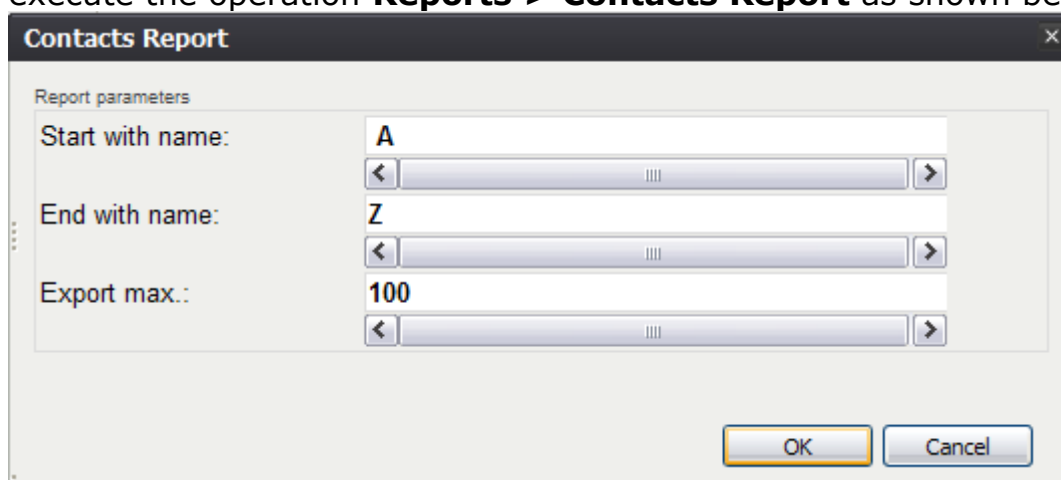 execute the operation Reports > Contacts Report as shown be
Contacts Report
Report parameters
Start with name: A
End with name: Z
Export max.: 100
OK Cancel